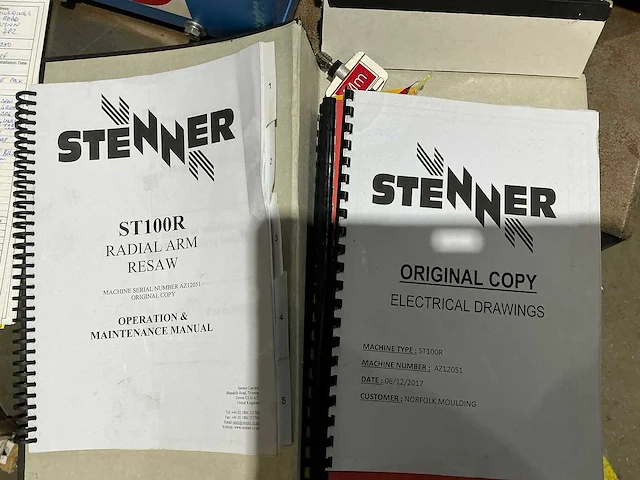 STENNER
ST100R
RADIAL ARM
RESAW
MACHINE SERIAL NUMBER AZ12051
ORIGINAL COPY
OPERATION &
MAINTENANCE MANUAL
1
2
3
4
5
STENNER
ORIGINAL COPY
ELECTRICAL DRAWINGS
MACHINE TYPE : ST100R
MACHINE NUMBER : AZ12051
DATE : 06/12/2017
CUSTOMER : NORFOLK MOULDING